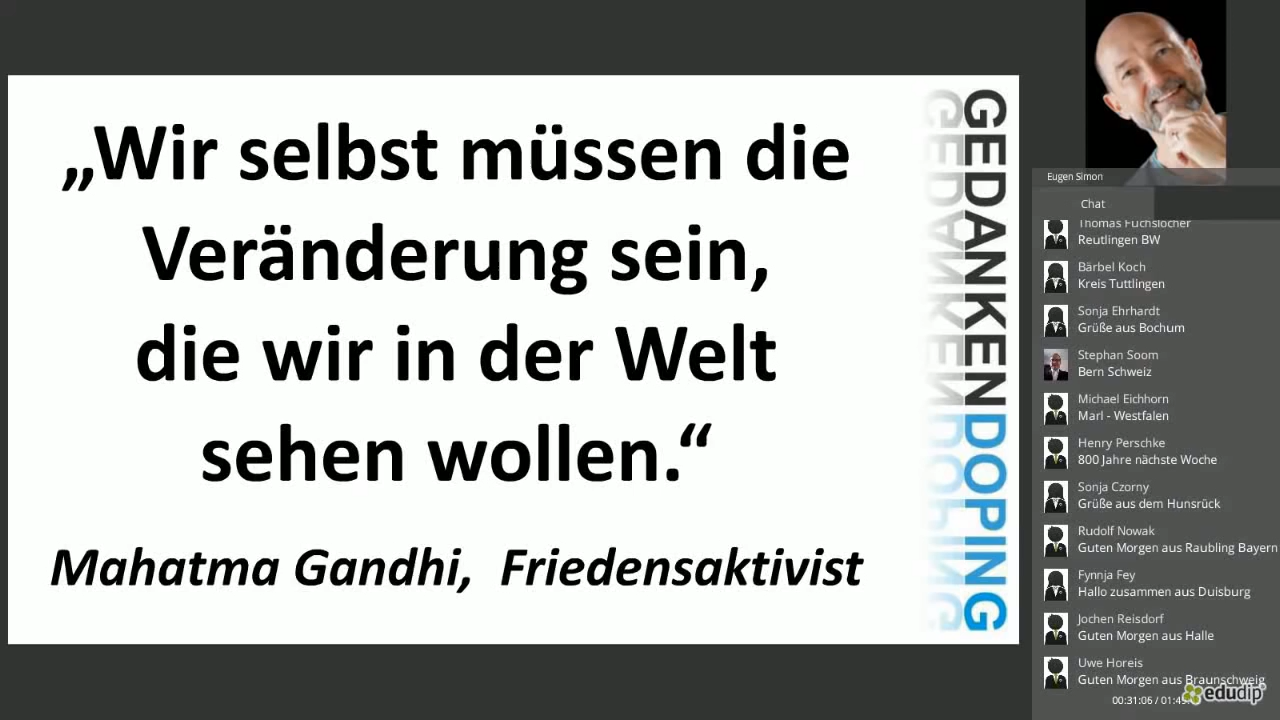 „Wir selbst müssen die
Veränderung sein,
die wir in der Welt
sehen wollen.“
Mahatma Gandhi, Friedensaktivist
GEDANKENDOPING
Eugen Simon
Chat
Thomas Fuchslocher
Reutlingen BW
Bärbel Koch
Kreis Tuttlingen
Sonja Ehrhardt
Grüße aus Bochum
Stephan Soom
Bern Schweiz
Michael Eichhorn
Marl - Westfalen
Henry Perschke
800 Jahre nächste Woche
Sonja Czorny
Grüße aus dem Hunsrück
Rudolf Nowak
Guten Morgen aus Raubling Bayern
Fynnja Fey
Hallo zusammen aus Duisburg
Jochen Reisdorf
Guten Morgen aus Halle
Uwe Horeis
Guten Morgen aus Braunschweig
00:31:06 /
edudip